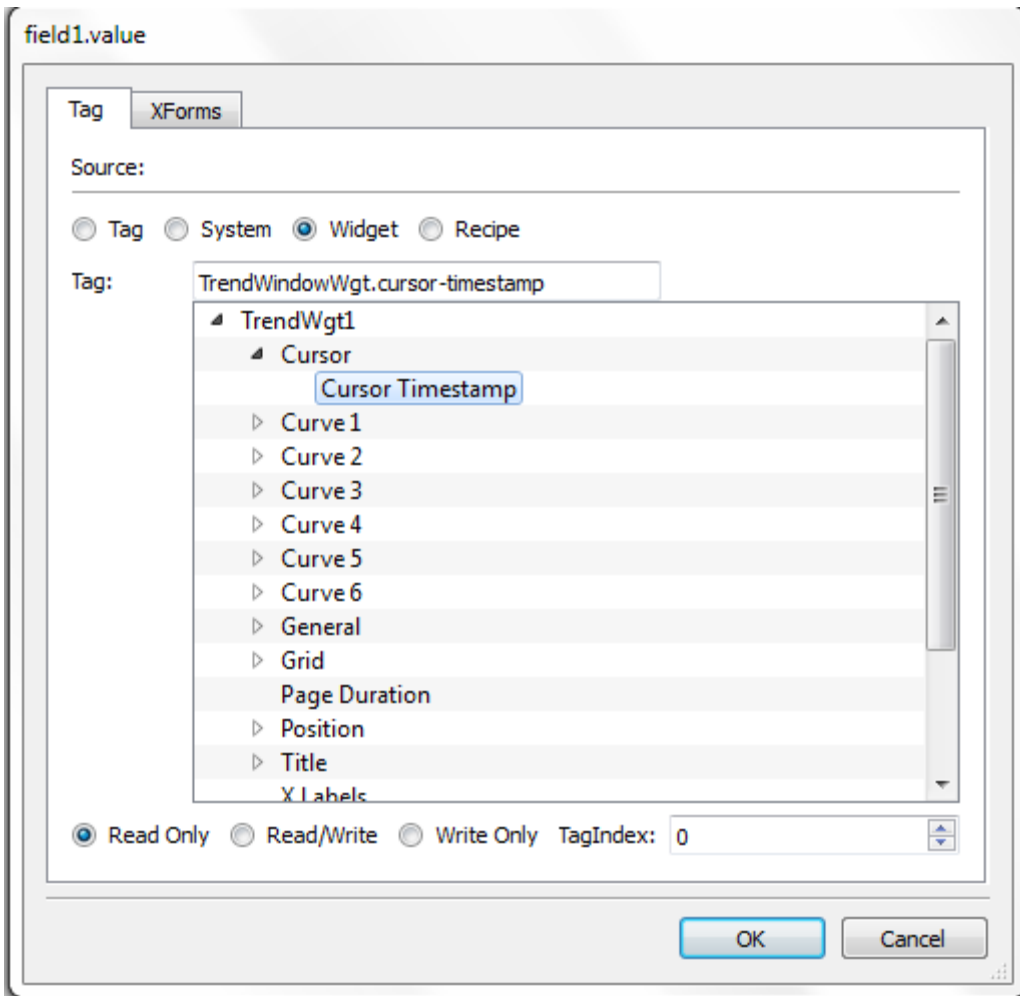 field1.value
Tag XForms
Source:
Tag System Widget Recipe
Tag: TrendWindowWgt.cursor-timestamp
TrendWgt1
Cursor
Cursor Timestamp
Curve 1
Curve 2
Curve 3
Curve 4
Curve 5
Curve 6
General
Grid
Page Duration
Position
Title
X Labels
Read Only Read/Write Write Only TagIndex: 0
OK Cancel